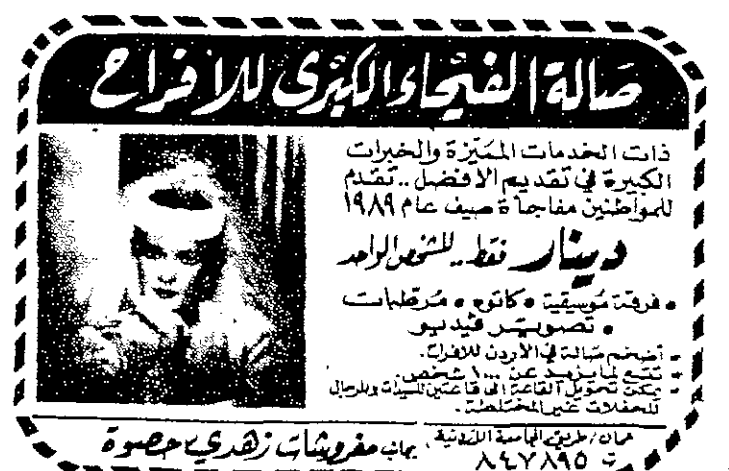 صالة الفيحاء الكبرى للافراح
ذات الخدمات المتيزة والخبرات
الكبيرة في تقديم الافضل .. تقدم
للمواطنين مفاجأة صيف عام ١٩٨٩
دينار فقط .. للشخص الواحد
• فرقة موسيقية • كاتو • مرطبات
• تصوير فيديو
- أضخم صالة في الأردن للافراح.
- تتسع لما يزيد عن ١٠٠٠ شخص.
- يمكن تحويل القاعة الى قاعتين للسيدات وللرجال
للحفلات غير المختلطة.
عمان / طريق الجامعة الاردنية، بجانب مفروشات زهدي حصوة
ت ٨٤٧٨٩٥